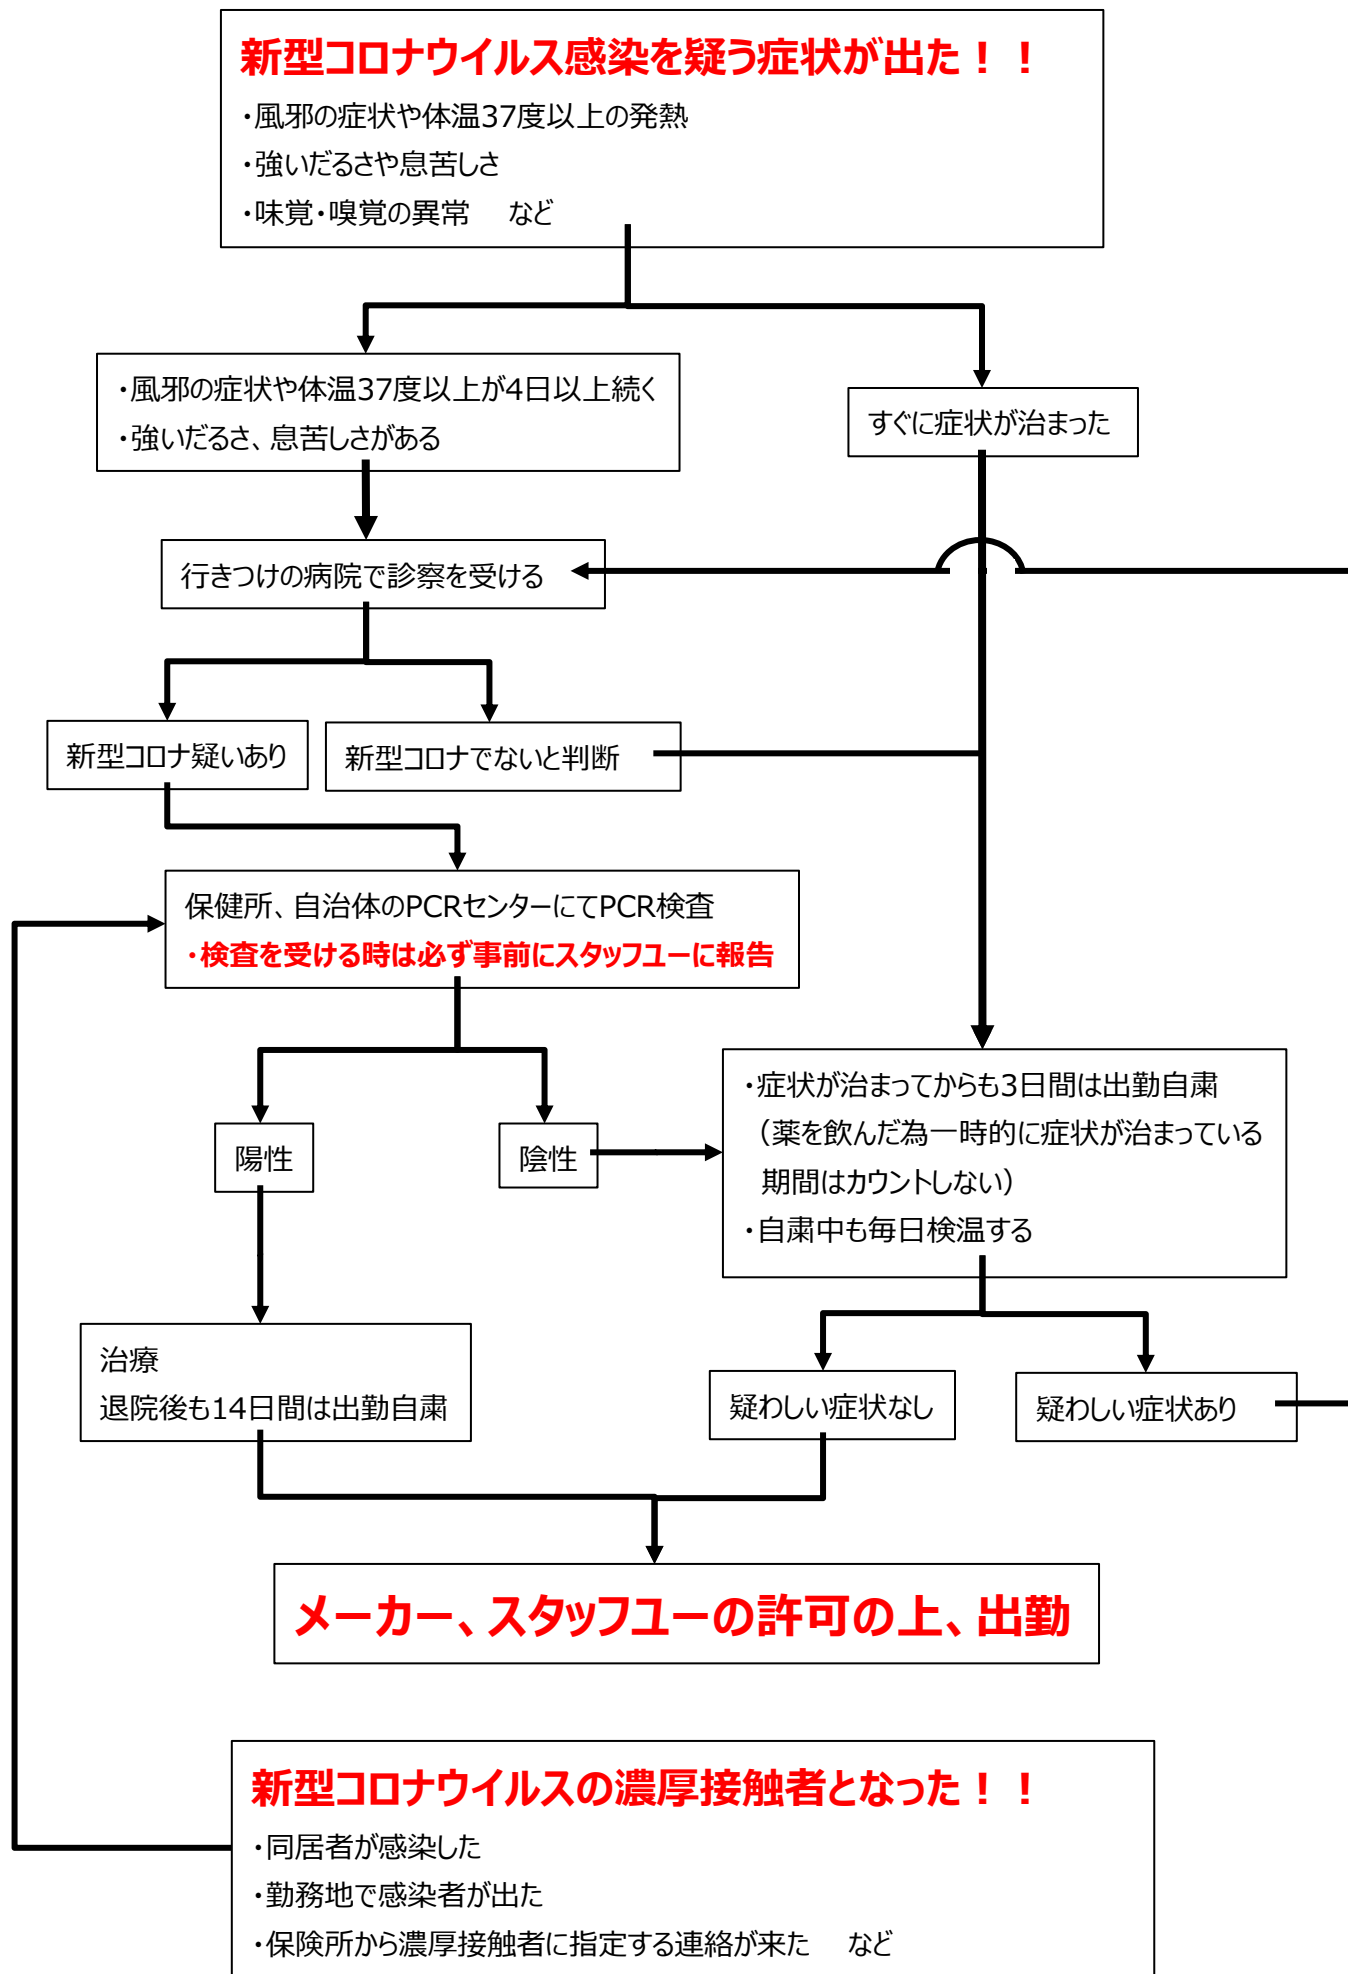 新型コロナウイルス感染を疑う症状が出た！！
・風邪の症状や体温37度以上の発熱
・強いだるさや息苦しさ
・味覚・嗅覚の異常　など
・風邪の症状や体温37度以上が4日以上続く
・強いだるさ、息苦しさがある
すぐに症状が治まった
行きつけの病院で診察を受ける
新型コロナ疑いあり
新型コロナでないと判断
保健所、自治体のPCRセンターにてPCR検査
・検査を受ける時は必ず事前にスタッフユーに報告
陽性
陰性
・症状が治まってからも3日間は出勤自粛
（薬を飲んだ為一時的に症状が治まっている
期間はカウントしない）
・自粛中も毎日検温する
治療
退院後も14日間は出勤自粛
疑わしい症状なし
疑わしい症状あり
メーカー、スタッフユーの許可の上、出勤
新型コロナウイルスの濃厚接触者となった！！
・同居者が感染した
・勤務地で感染者が出た
・保険所から濃厚接触者に指定する連絡が来た　など